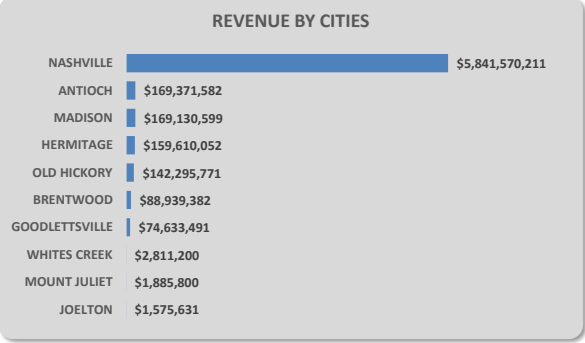 REVENUE BY CITIES
NASHVILLE $5,841,570,211
ANTIOCH $169,371,582
MADISON $169,130,599
HERMITAGE $159,610,052
OLD HICKORY $142,295,771
BRENTWOOD $88,939,382
GOODLETTSVILLE $74,633,491
WHITES CREEK $2,811,200
MOUNT JULIET $1,885,800
JOELTON $1,575,631